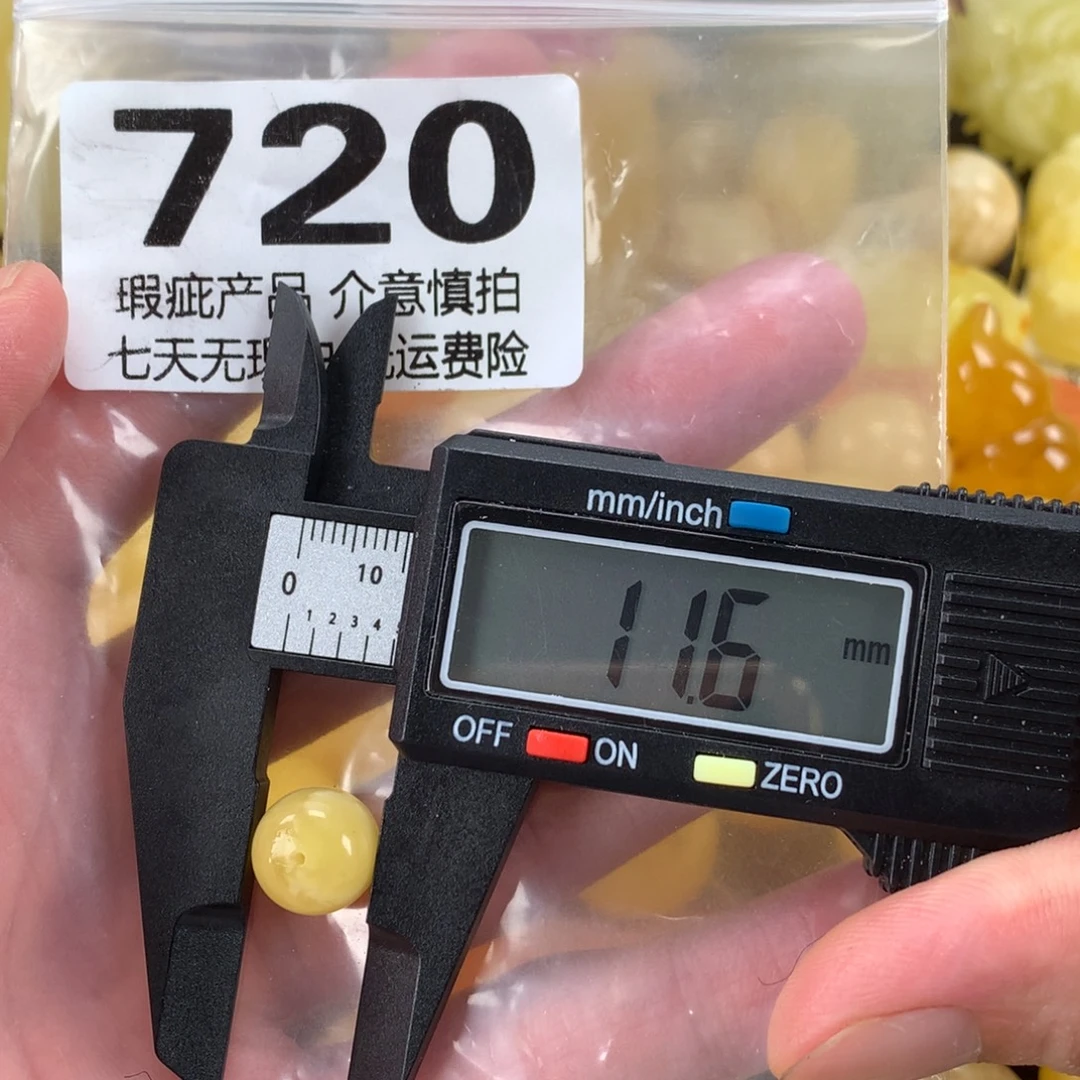 720
瑕疵产品 介意慎拍
七天无 运费险
mm/inch
0 10
1 2 3 4
11.6 mm
OFF ON ZERO